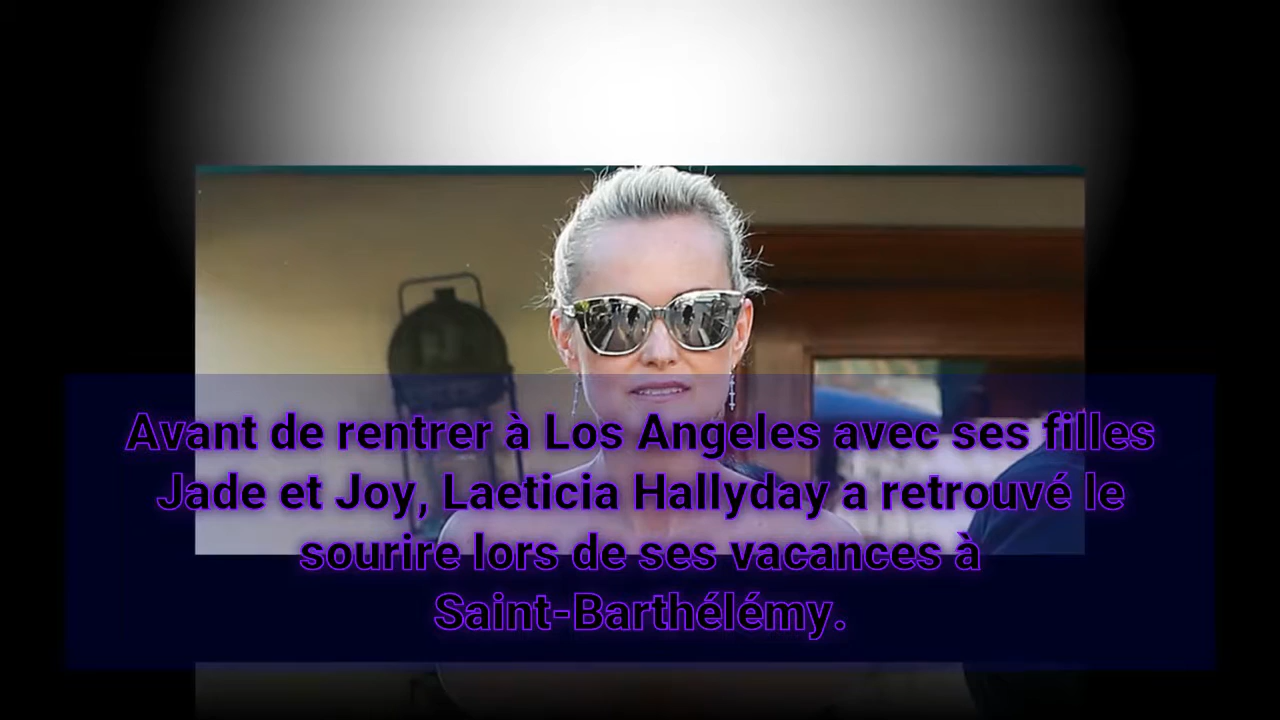 Avant de rentrer à Los Angeles avec ses filles
Jade et Joy, Laeticia Hallyday a retrouvé le
sourire lors de ses vacances à
Saint-Barthélémy.